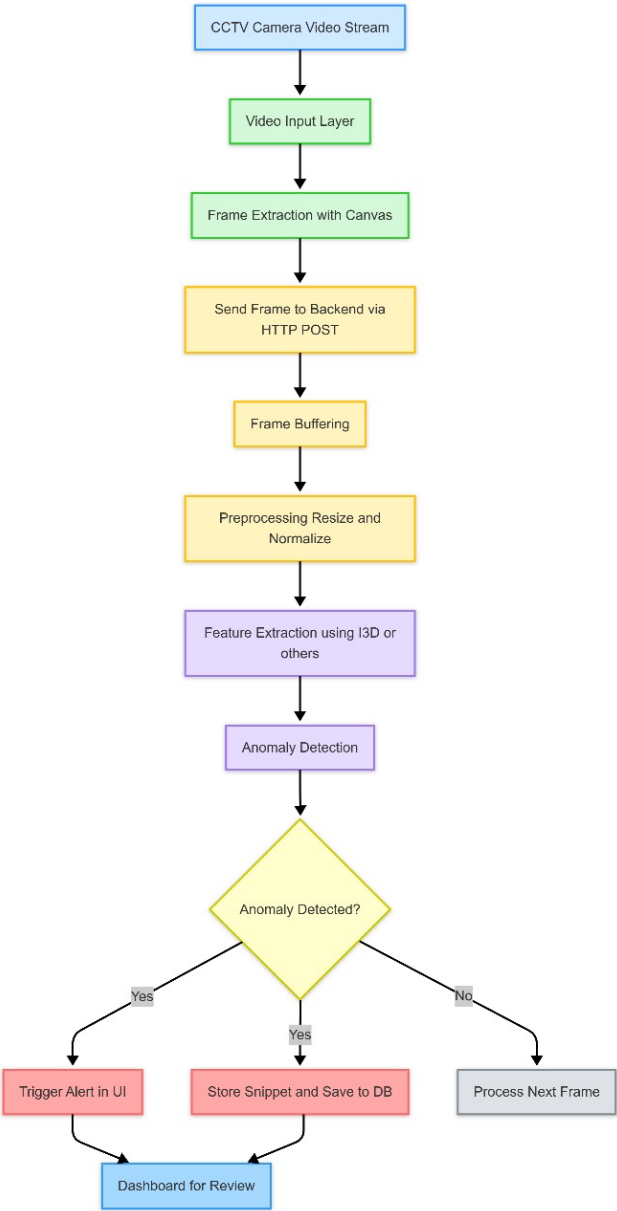 CCTV Camera Video Stream
Video Input Layer
Frame Extraction with Canvas
Send Frame to Backend via
HTTP POST
Frame Buffering
Preprocessing Resize and
Normalize
Feature Extraction using I3D or
others
Anomaly Detection
Anomaly Detected?
Yes
Yes
No
Trigger Alert in UI
Store Snippet and Save to DB
Process Next Frame
Dashboard for Review